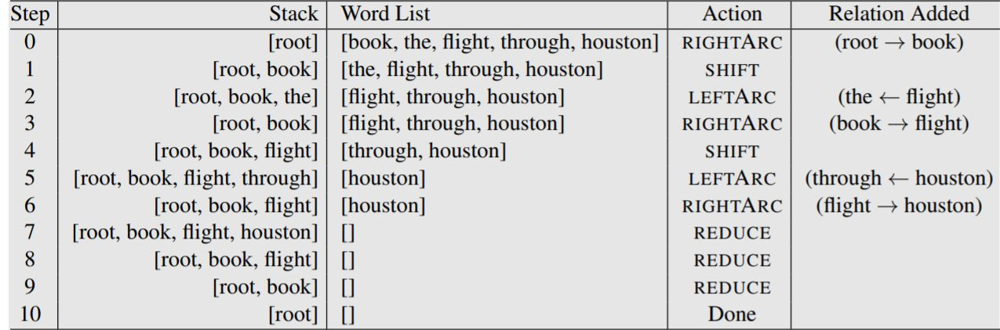 Step Stack Word List Action Relation Added
0 [root] [book, the, flight, through, houston] RIGHTARC (root → book)
1 [root, book] [the, flight, through, houston] SHIFT
2 [root, book, the] [flight, through, houston] LEFTARC (the ← flight)
3 [root, book] [flight, through, houston] RIGHTARC (book → flight)
4 [root, book, flight] [through, houston] SHIFT
5 [root, book, flight, through] [houston] LEFTARC (through ← houston)
6 [root, book, flight] [houston] RIGHTARC (flight → houston)
7 [root, book, flight, houston] [] REDUCE
8 [root, book, flight] [] REDUCE
9 [root, book] [] REDUCE
10 [root] [] Done